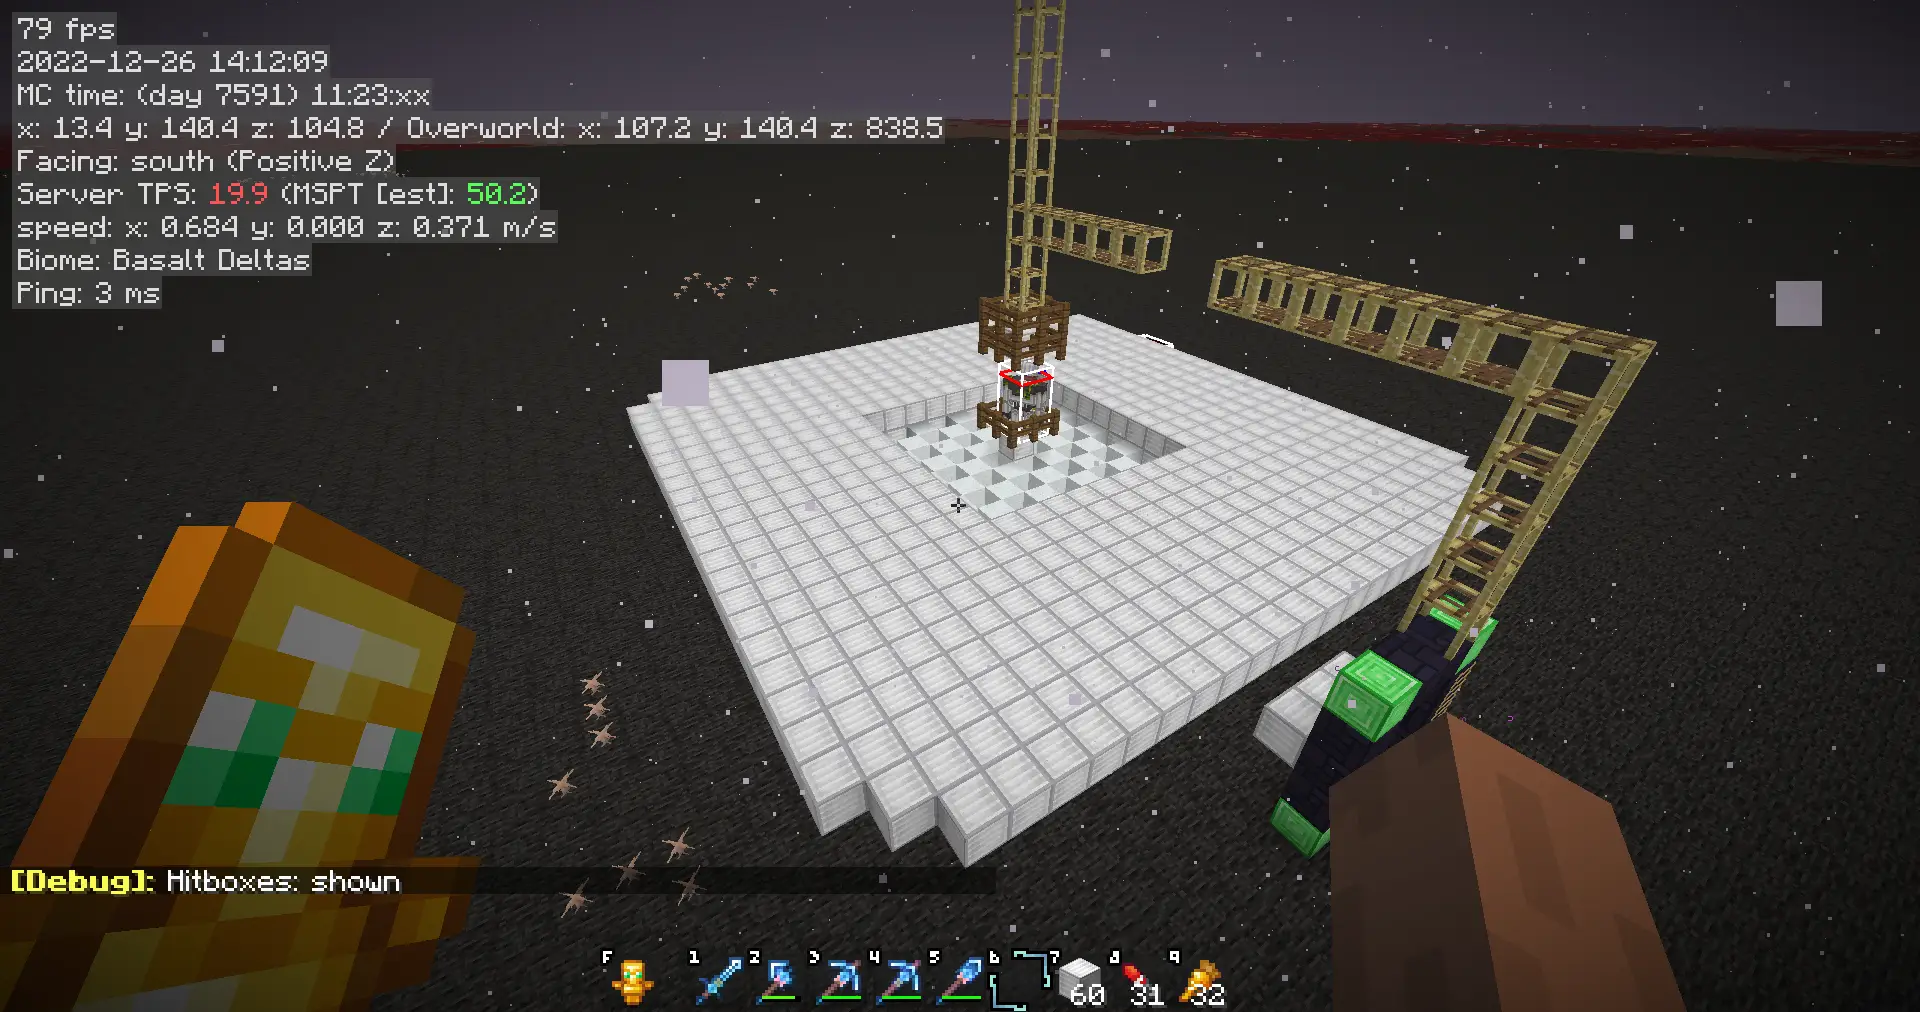 79 fps
2022-12-26 14:12:09
MC time: (day 7591) 11:23:xx
x: 13.4 y: 140.4 z: 104.8 / Overworld: x: 107.2 y: 140.4 z: 838.5
Facing: south (Positive Z)
Server TPS: 19.9 (MSPT [est]: 50.2)
speed: x: 0.684 y: 0.000 z: 0.371 m/s
Biome: Basalt Deltas
Ping: 3 ms
[Debug]: Hitboxes: shown
F 1 2 3 4 5 6 7 8 9
60 31 32